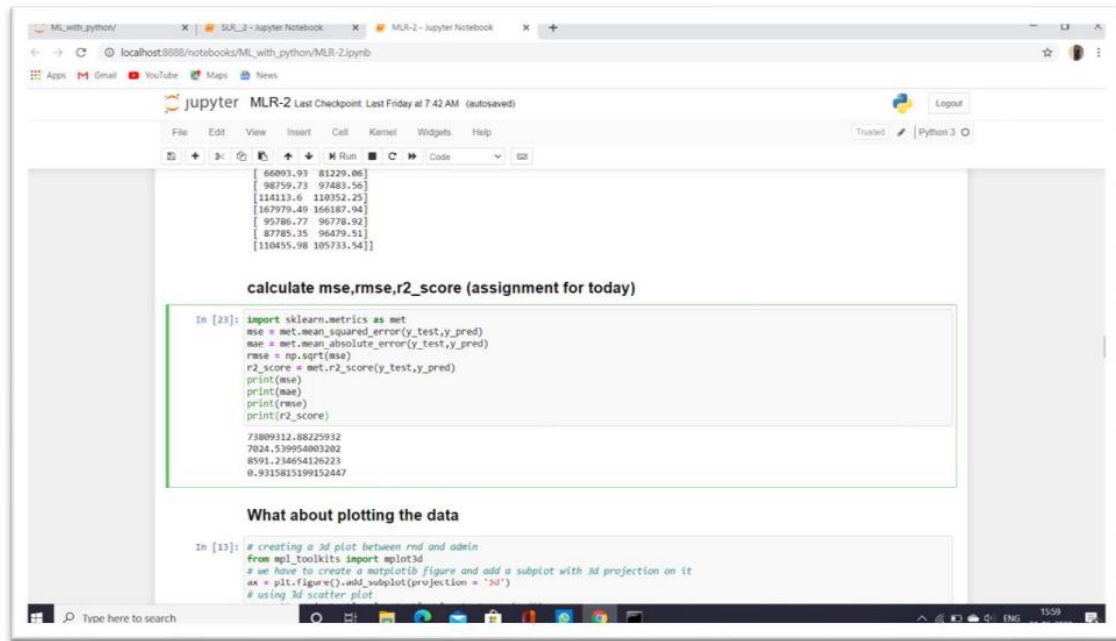 ML_with_python/ SLR_2 - Jupyter Notebook MLR-2 - Jupyter Notebook
localhost:8888/notebooks/ML_with_python/MLR-2.ipynb
Apps Gmail YouTube Maps News
jupyter MLR-2 Last Checkpoint: Last Friday at 7:42 AM (autosaved) Logout
File Edit View Insert Cell Kernel Widgets Help Trusted Python 3
Run Code
[ 66093.93 81229.06]
[ 98759.73 97483.56]
[114113.6 110352.25]
[167979.49 166187.94]
[ 95786.77 96778.92]
[ 87785.35 96479.51]
[110455.98 105733.54]]
calculate mse,rmse,r2_score (assignment for today)
In [23]: import sklearn.metrics as met
mse = met.mean_squared_error(y_test,y_pred)
mae = met.mean_absolute_error(y_test,y_pred)
rmse = np.sqrt(mse)
r2_score = met.r2_score(y_test,y_pred)
print(mse)
print(mae)
print(rmse)
print(r2_score)
73809312.88225932
7024.539954003202
8591.234654126223
0.9315815199152447
What about plotting the data
In [13]: # creating a 3d plot between rnd and admin
from mpl_toolkits import mplot3d
# we have to create a matplotib figure and add a subplot with 3d projection on it
ax = plt.figure().add_subplot(projection = '3d')
# using 3d scatter plot
Type here to search ENG 15:59